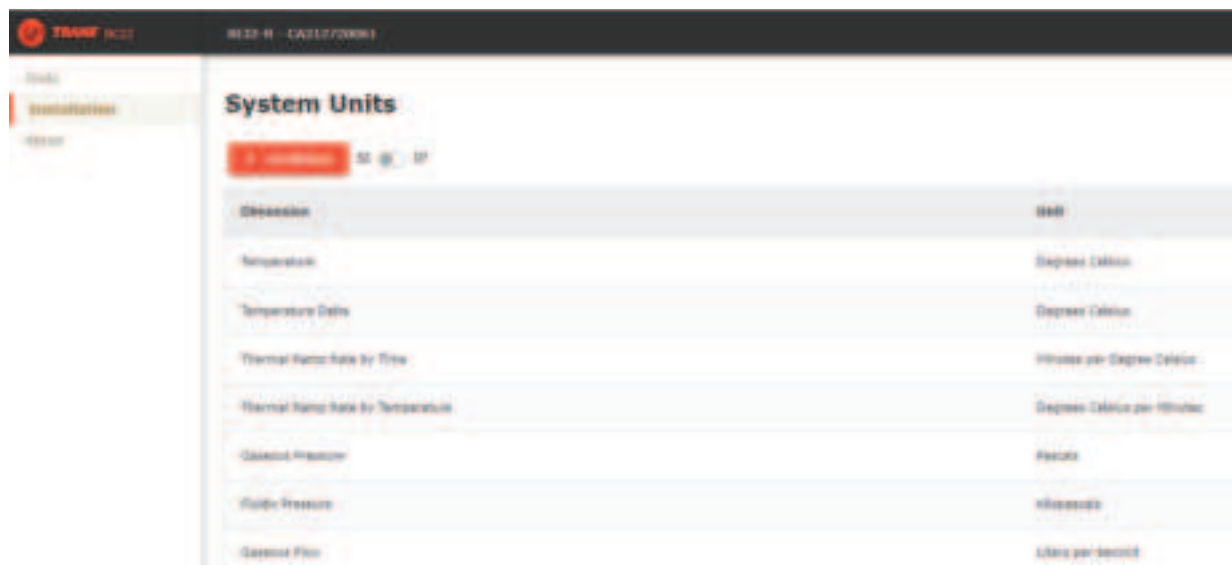 TRANE
System Units
SI IP
Dimension Unit
Temperature Degrees Celsius
Temperature Delta Degrees Celsius
Thermal Ramp Rate by Time Minutes per Degree Celsius
Thermal Ramp Rate by Temperature Degrees Celsius per Minutes
Gaseous Pressure Pascals
Fluidic Pressure Kilopascals
Gaseous Flow Liters per Second